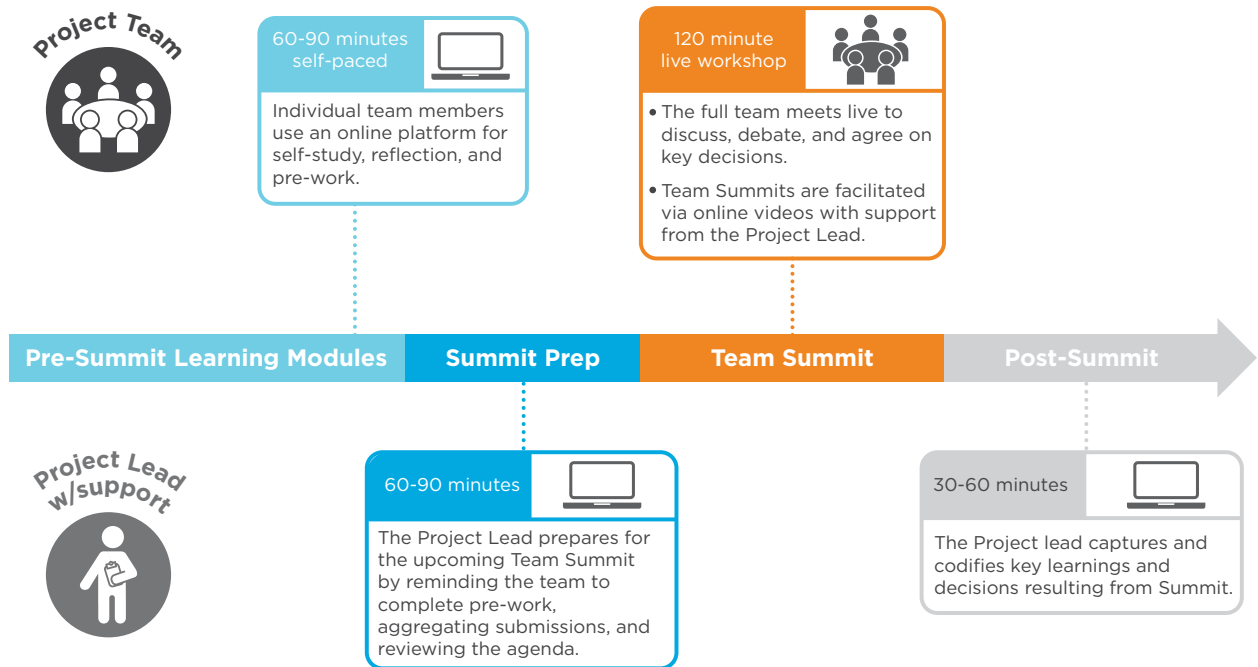 Project Team
60-90 minutes
self-paced
Individual team members
use an online platform for
self-study, reflection, and
pre-work.
120 minute
live workshop
• The full team meets live to
discuss, debate, and agree on
key decisions.
• Team Summits are facilitated
via online videos with support
from the Project Lead.
Pre-Summit Learning Modules
Summit Prep
Team Summit
Post-Summit
Project Lead
w/support
60-90 minutes
The Project Lead prepares for
the upcoming Team Summit
by reminding the team to
complete pre-work,
aggregating submissions, and
reviewing the agenda.
30-60 minutes
The Project lead captures and
codifies key learnings and
decisions resulting from Summit.